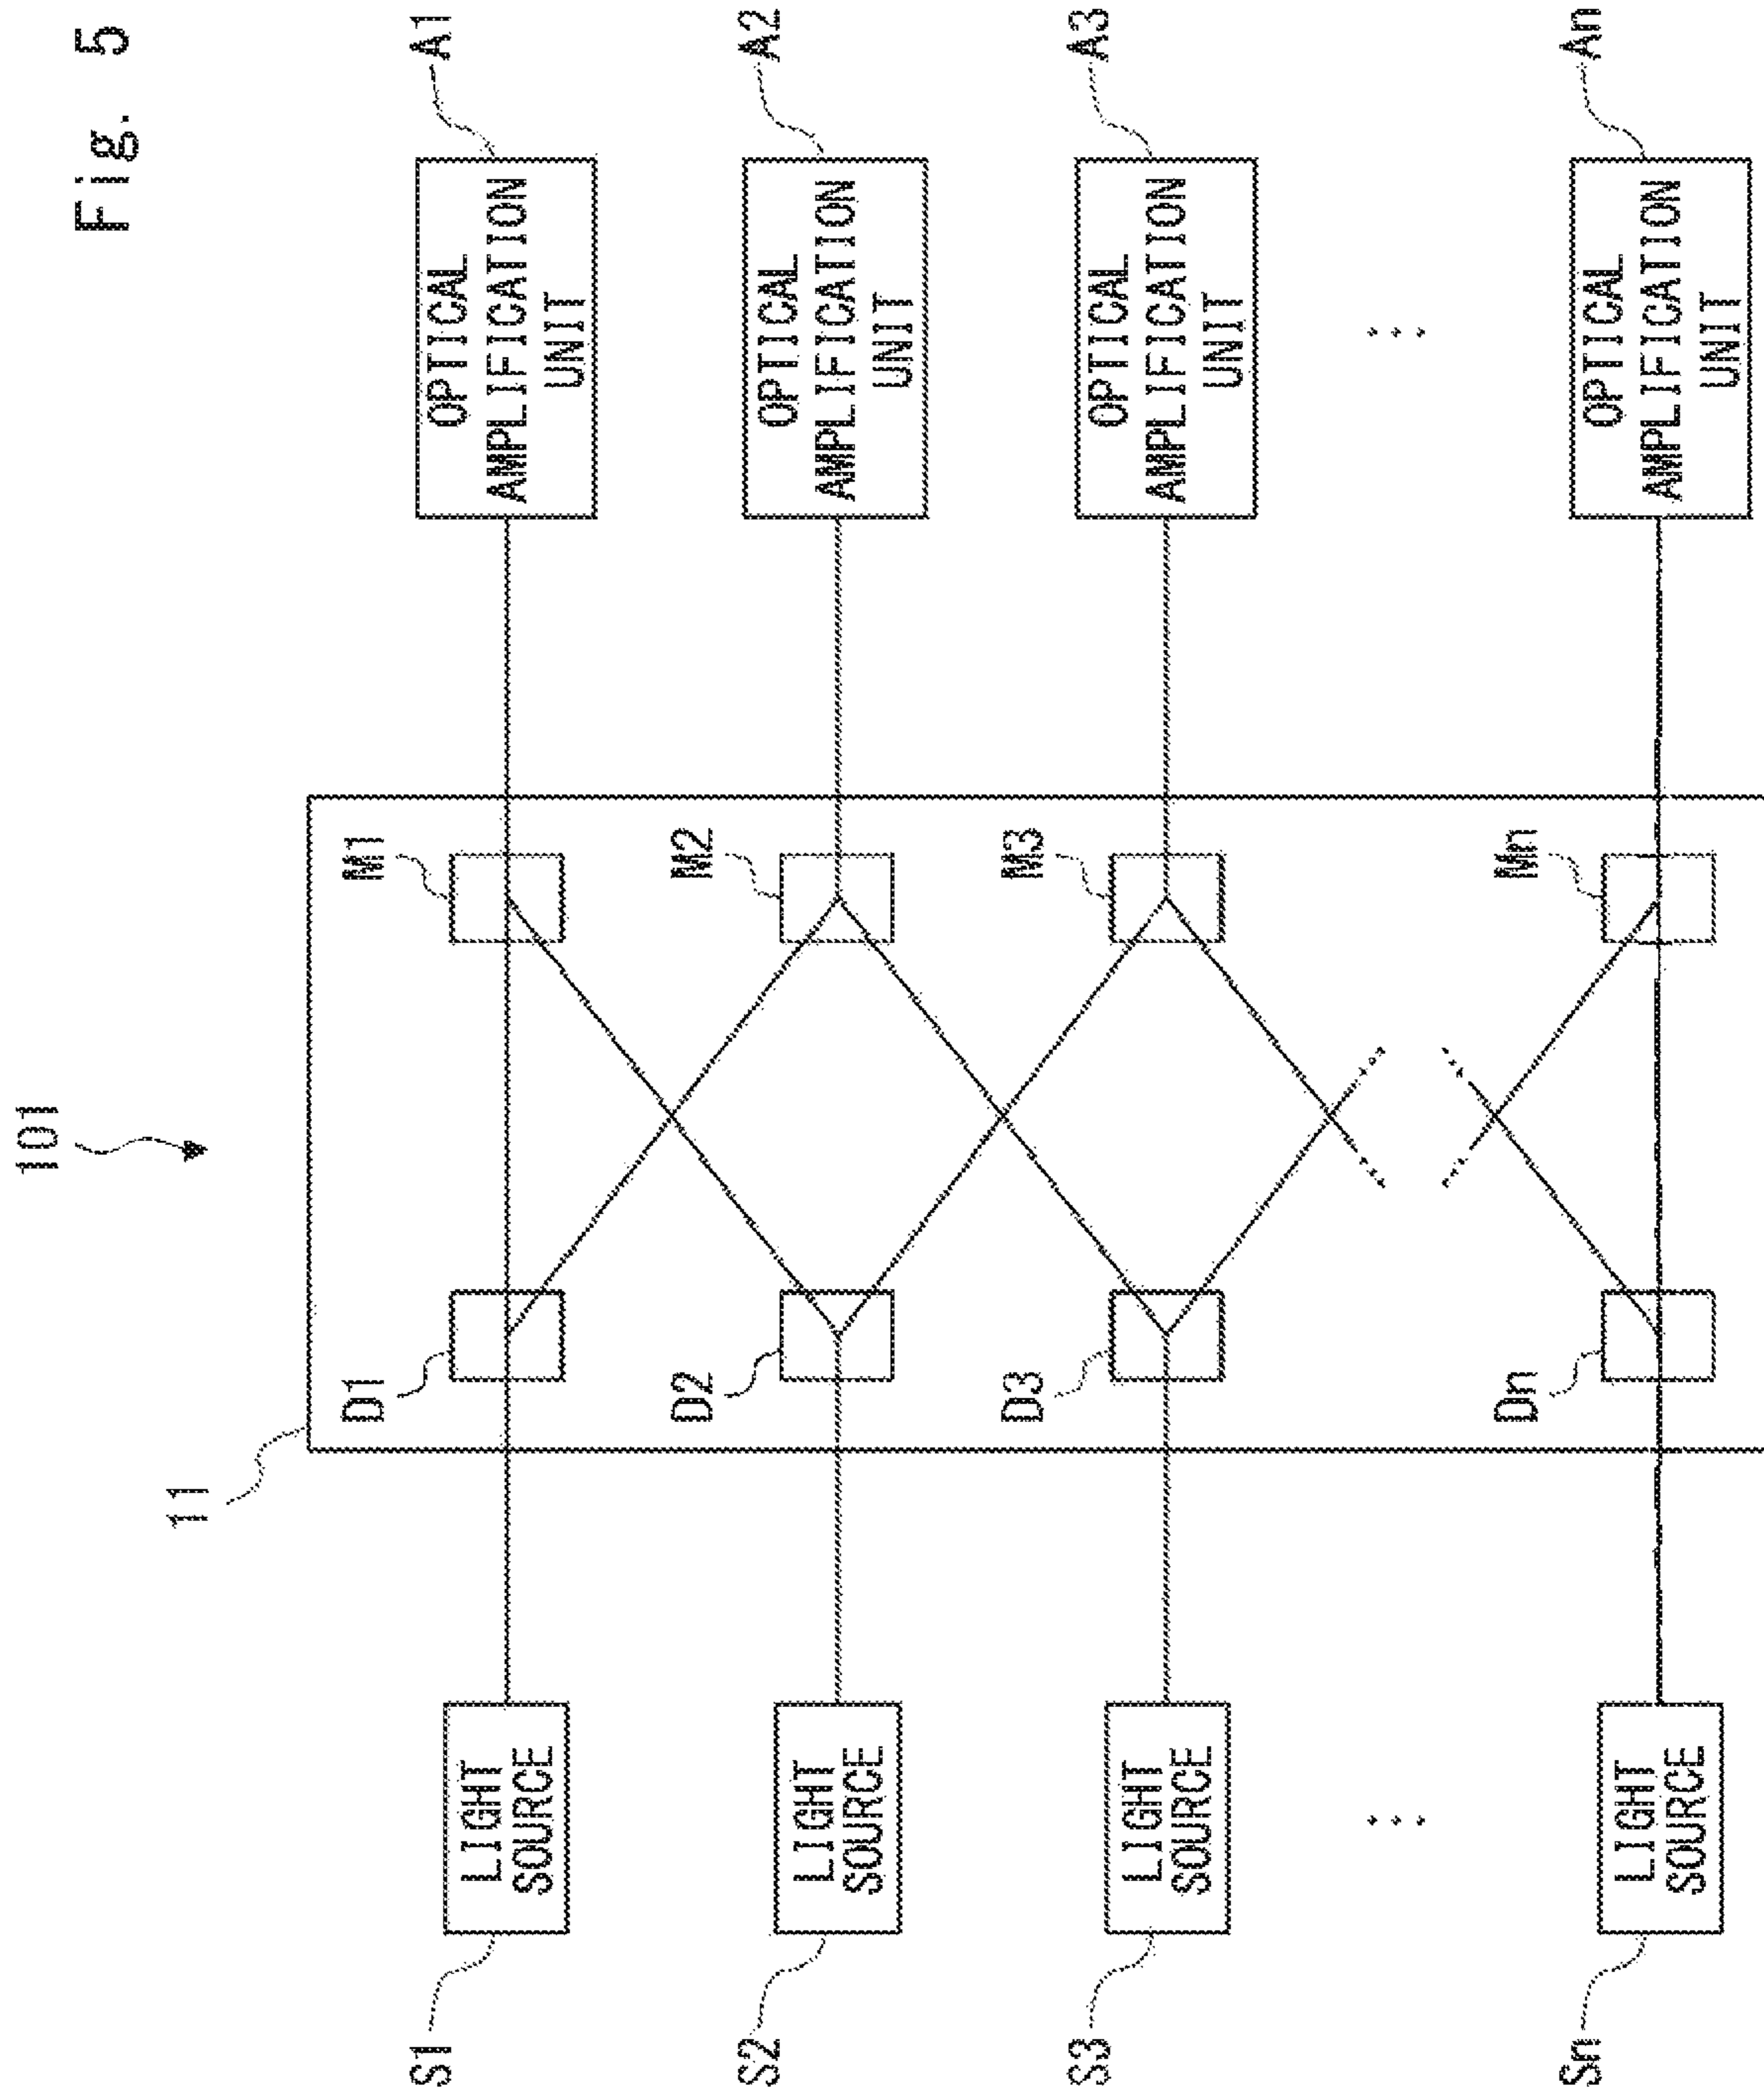 Fig. 5
101
11
S1
LIGHT
SOURCE
D1
M1
OPTICAL
AMPLIFICATION
UNIT
A1
S2
LIGHT
SOURCE
D2
M2
OPTICAL
AMPLIFICATION
UNIT
A2
S3
LIGHT
SOURCE
D3
M3
OPTICAL
AMPLIFICATION
UNIT
A3
...
...
Sn
LIGHT
SOURCE
Dn
Mn
OPTICAL
AMPLIFICATION
UNIT
An